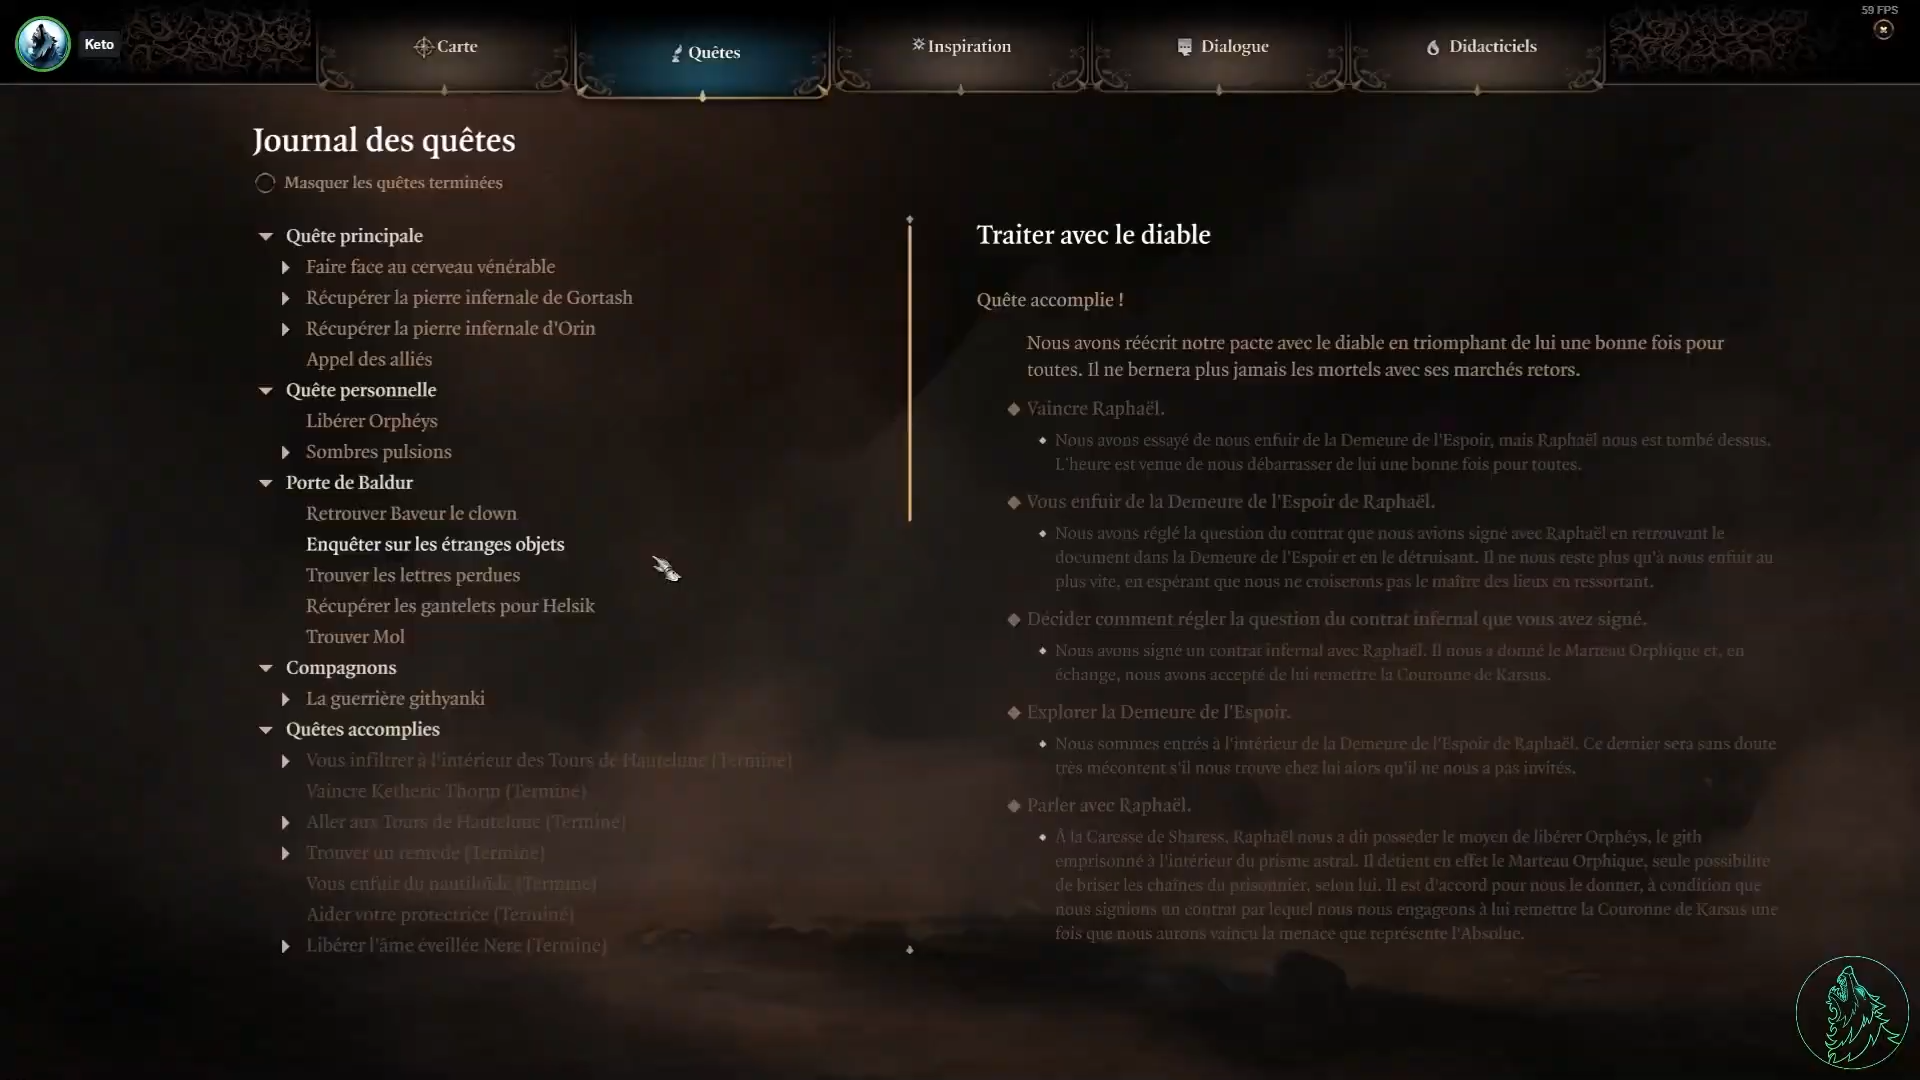 Keto
Carte
Quêtes
Inspiration
Dialogue
Didacticiels
59 FPS
Journal des quêtes
Masquer les quêtes terminées
Quête principale
Faire face au cerveau vénérable
Récupérer la pierre infernale de Gortash
Récupérer la pierre infernale d'Orin
Appel des alliés
Quête personnelle
Libérer Orphéys
Sombres pulsions
Porte de Baldur
Retrouver Baveur le clown
Enquêter sur les étranges objets
Trouver les lettres perdues
Récupérer les gantelets pour Helsik
Trouver Mol
Compagnons
La guerrière githyanki
Quêtes accomplies
Vous infiltrer à l'intérieur des Tours de Hautelune (Terminé)
Vaincre Ketheric Thorm (Terminé)
Aller aux Tours de Hautelune (Terminé)
Trouver un remède (Terminé)
Vous enfuir du nautiloïde (Terminé)
Aider votre protectrice (Terminé)
Libérer l'âme éveillée Nere (Terminé)
Traiter avec le diable
Quête accomplie !
Nous avons réécrit notre pacte avec le diable en triomphant de lui une bonne fois pour
toutes. Il ne bernera plus jamais les mortels avec ses marchés retors.
Vaincre Raphaël.
Nous avons essayé de nous enfuir de la Demeure de l'Espoir, mais Raphaël nous est tombé dessus.
L'heure est venue de nous débarrasser de lui une bonne fois pour toutes.
Vous enfuir de la Demeure de l'Espoir de Raphaël.
Nous avons réglé la question du contrat que nous avions signé avec Raphaël en retrouvant le
document dans la Demeure de l'Espoir et en le détruisant. Il ne nous reste plus qu'à nous enfuir au
plus vite, en espérant que nous ne croiserons pas le maître des lieux en ressortant.
Décider comment régler la question du contrat infernal que vous avez signé.
Nous avons signé un contrat infernal avec Raphaël. Il nous a donné le Marteau Orphique et, en
échange, nous avons accepté de lui remettre la Couronne de Karsus.
Explorer la Demeure de l'Espoir.
Nous sommes entrés à l'intérieur de la Demeure de l'Espoir de Raphaël. Ce dernier sera sans doute
très mécontent s'il nous trouve chez lui alors qu'il ne nous a pas invités.
Parler avec Raphaël.
À la Caresse de Sharess, Raphaël nous a dit posséder le moyen de libérer Orphéys, le gith
emprisonné à l'intérieur du prisme astral. Il détient en effet le Marteau Orphique, seule possibilité
de briser les chaînes du prisonnier, selon lui. Il est d'accord pour nous le donner, à condition que
nous signions un contrat par lequel nous nous engageons à lui remettre la Couronne de Karsus une
fois que nous aurons vaincu la menace que représente l'Absolue.